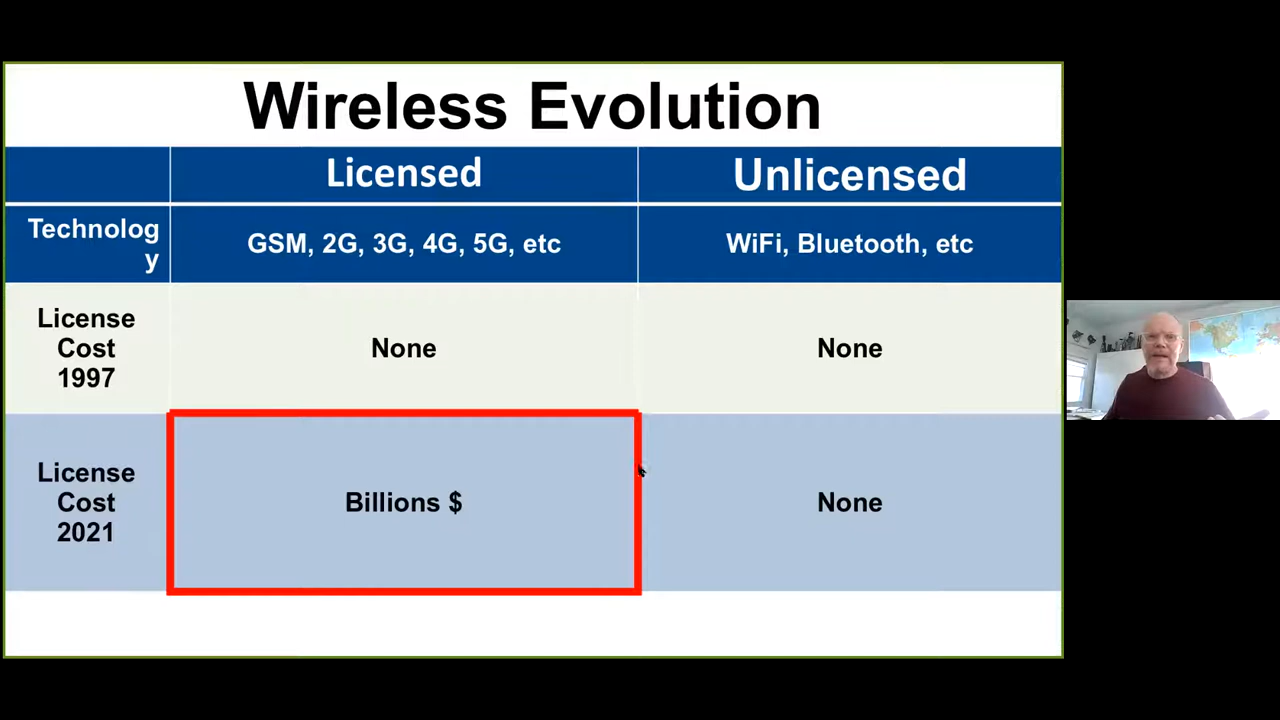 Wireless Evolution
Licensed
Unlicensed
Technolog
y
GSM, 2G, 3G, 4G, 5G, etc
WiFi, Bluetooth, etc
License
Cost
1997
None
None
License
Cost
2021
Billions $
None